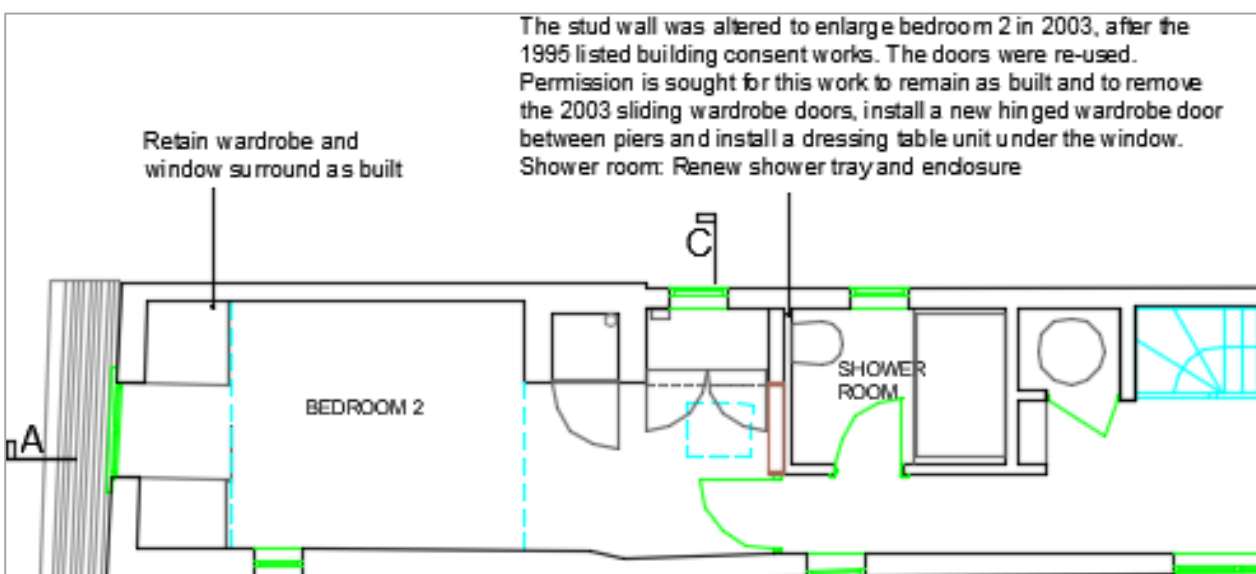 The stud wall was altered to enlarge bedroom 2 in 2003, after the
1995 listed building consent works. The doors were re-used.
Permission is sought for this work to remain as built and to remove
the 2003 sliding wardrobe doors, install a new hinged wardrobe door
between piers and install a dressing table unit under the window.
Shower room: Renew shower tray and enclosure
Retain wardrobe and
window surround as built
C
SHOWER
ROOM
BEDROOM 2
A